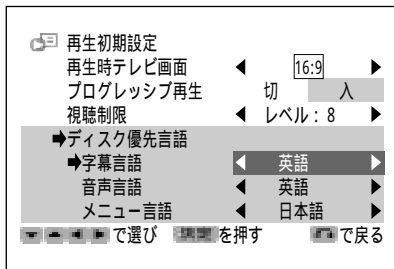 再生初期設定
再生時テレビ画面 ◀ 16:9 ▶
プログレッシブ再生 切 入
視聴制限 ◀ レベル：8 ▶
➡ディスク優先言語
➡字幕言語 ◀ 英語 ▶
音声言語 ◀ 英語 ▶
メニュー言語 ◀ 日本語 ▶
で選び を押す で戻る